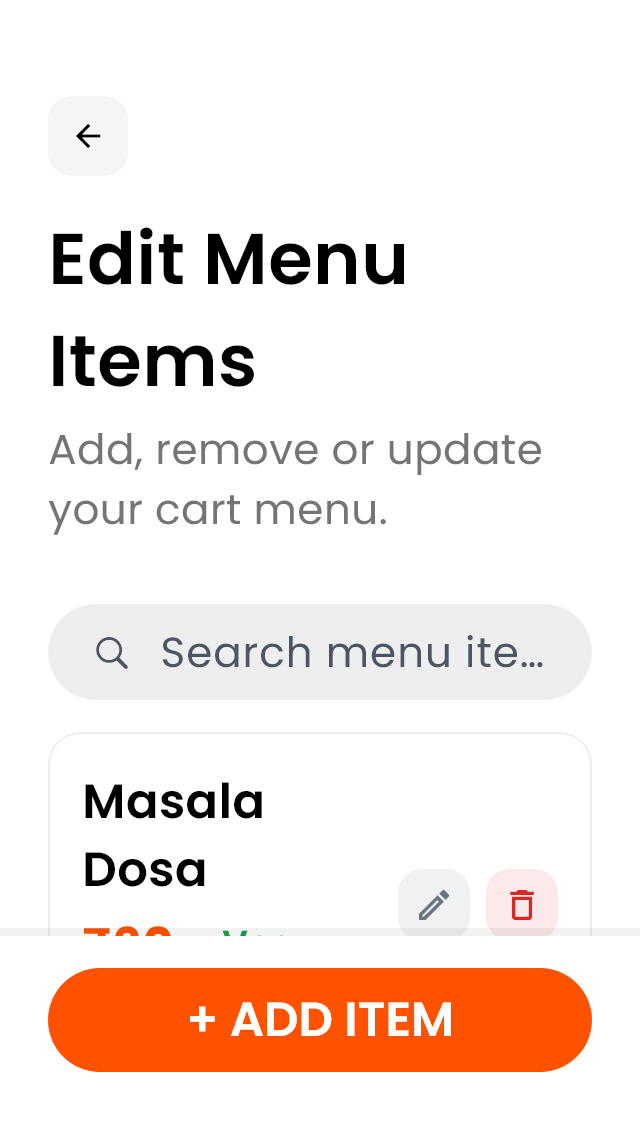 Edit Menu
Items
Add, remove or update
your cart menu.
Search menu ite...
Masala
Dosa
+ ADD ITEM